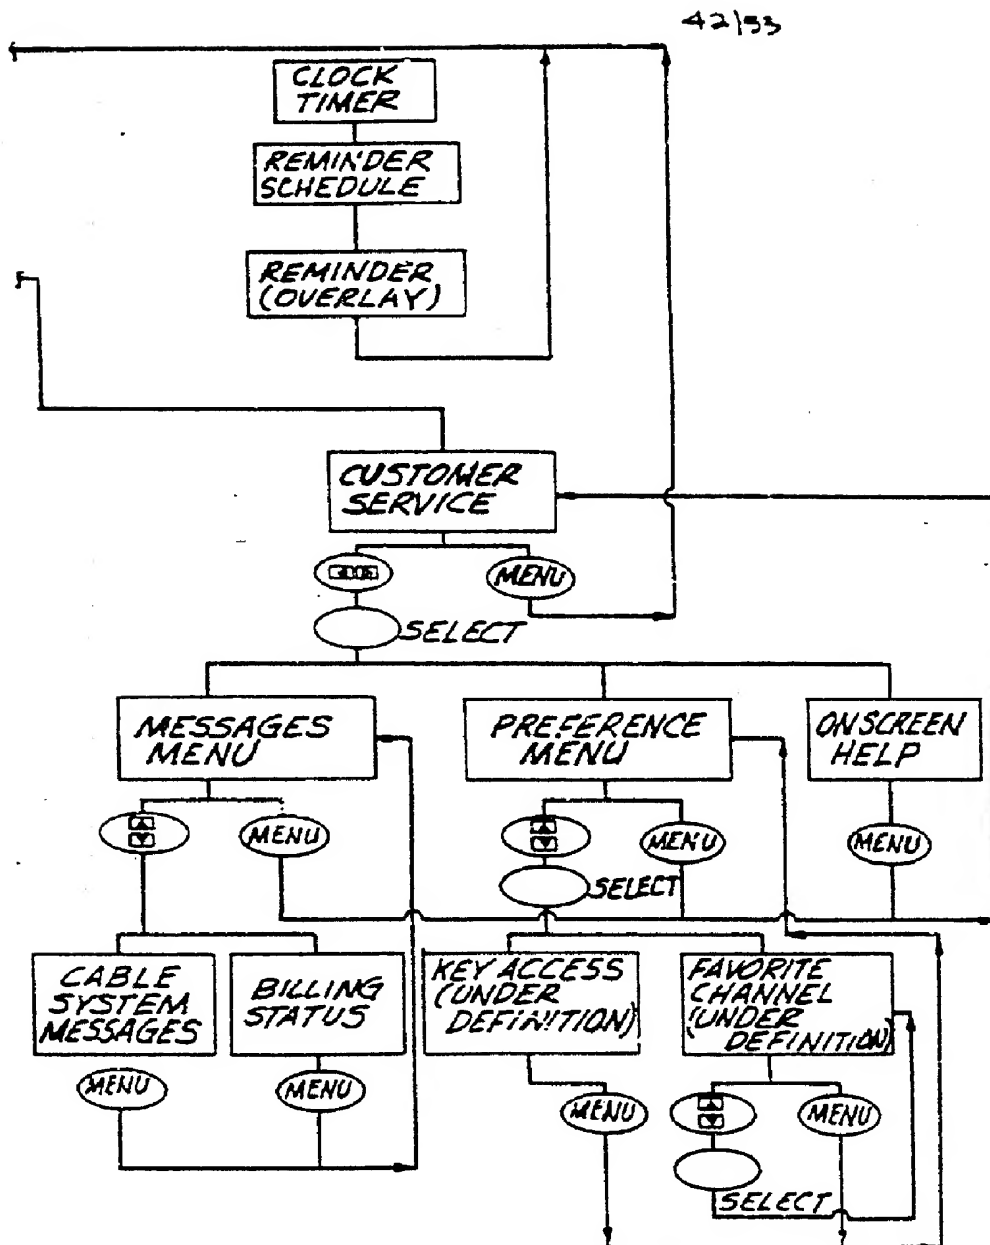 42/53
CLOCK
TIMER
REMINDER
SCHEDULE
REMINDER
(OVERLAY)
CUSTOMER
SERVICE
MENU
SELECT
MESSAGES
MENU
PREFERENCE
MENU
ONSCREEN
HELP
MENU
MENU
MENU
SELECT
CABLE
SYSTEM
MESSAGES
BILLING
STATUS
KEY ACCESS
(UNDER
DEFINITION)
FAVORITE
CHANNEL
(UNDER
DEFINITION)
MENU
MENU
MENU
MENU
SELECT